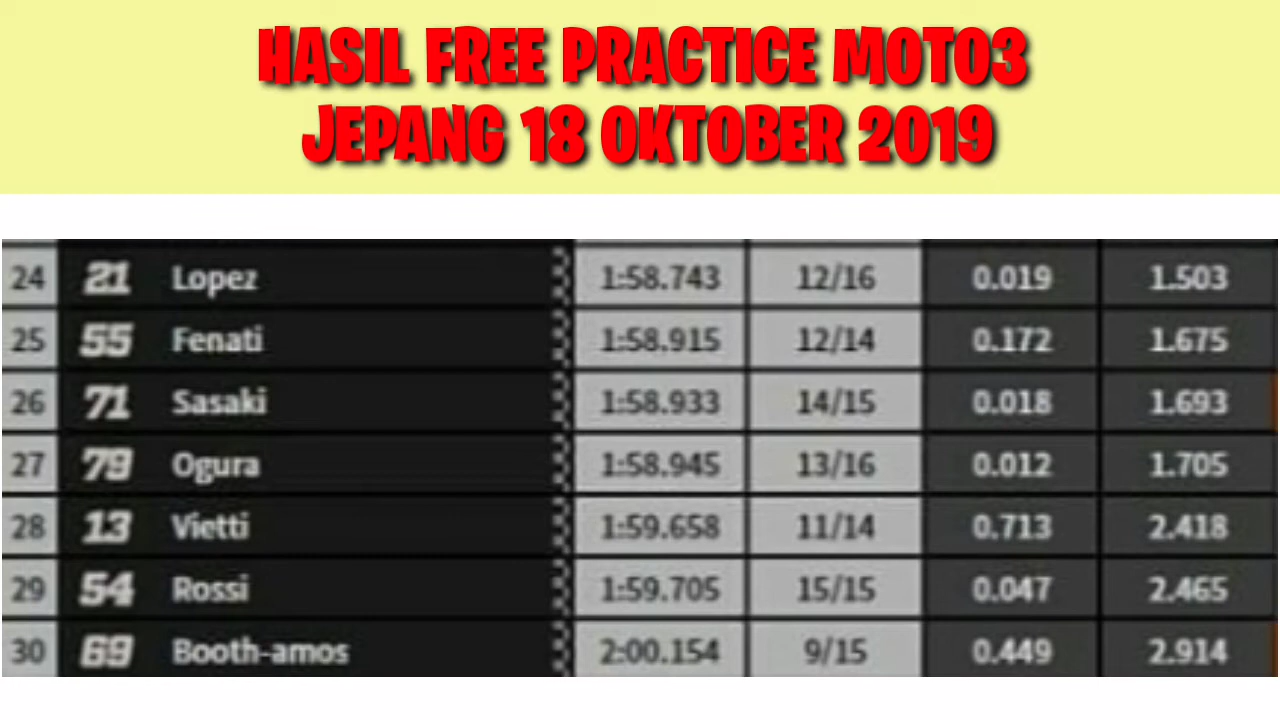 HASIL FREE PRACTICE MOTO3
JEPANG 18 OKTOBER 2019
24 21 Lopez 1:58.743 12/16 0.019 1.503
25 55 Fenati 1:58.915 12/14 0.172 1.675
26 71 Sasaki 1:58.933 14/15 0.018 1.693
27 79 Ogura 1:58.945 13/16 0.012 1.705
28 13 Vietti 1:59.658 11/14 0.713 2.418
29 54 Rossi 1:59.705 15/15 0.047 2.465
30 69 Booth-amos 2:00.154 9/15 0.449 2.914